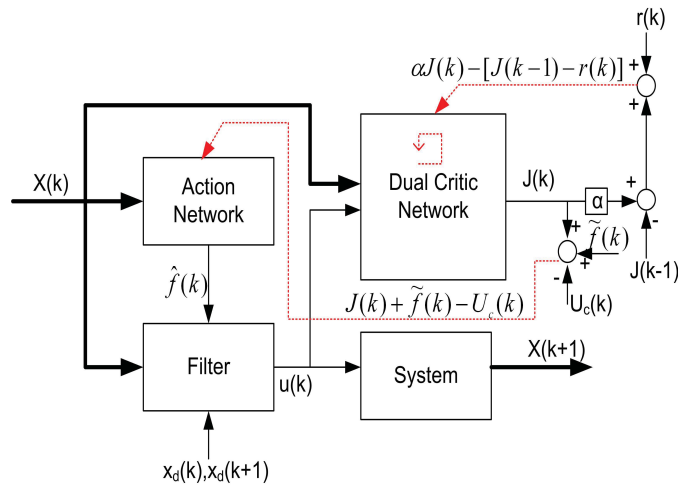 r(k)
αJ(k)−[J(k−1)−r(k)]
+
+
X(k)
Action
Network
Dual Critic
Network
J(k)
α
+
-
+
f̃(k)
+
J(k-1)
f̂(k)
J(k)+f̃(k)−U_c(k)
-
U_c(k)
Filter
u(k)
System
X(k+1)
x_d(k),x_d(k+1)